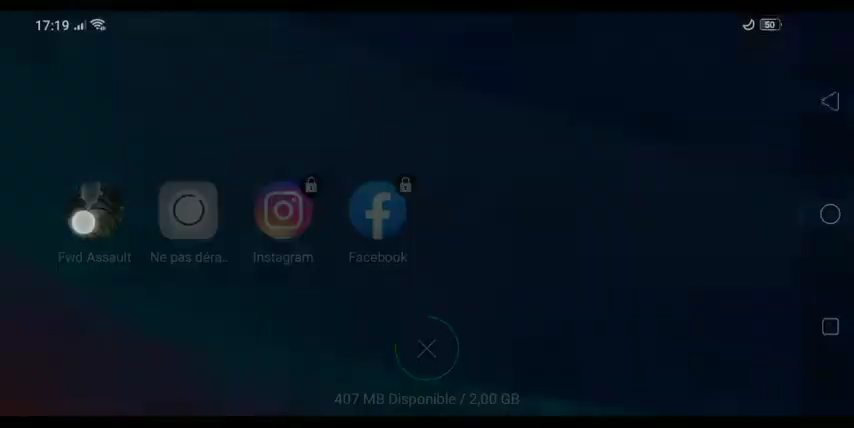 17:19
50
Fwd Assault
Ne pas déra..
Instagram
Facebook
407 MB Disponible / 2,00 GB